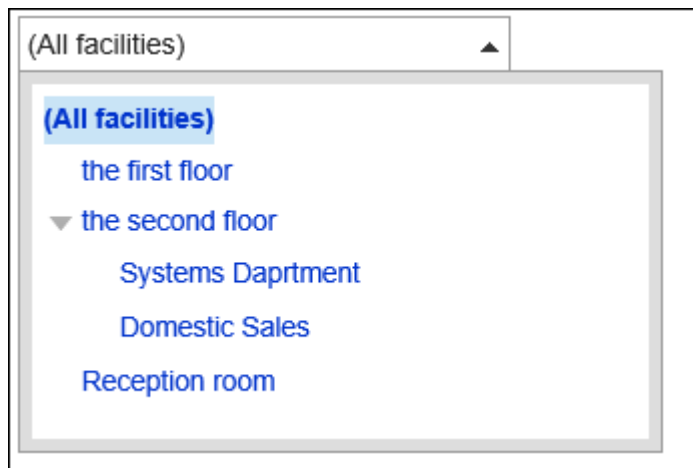 (All facilities)
(All facilities)
the first floor
the second floor
Systems Daprtment
Domestic Sales
Reception room